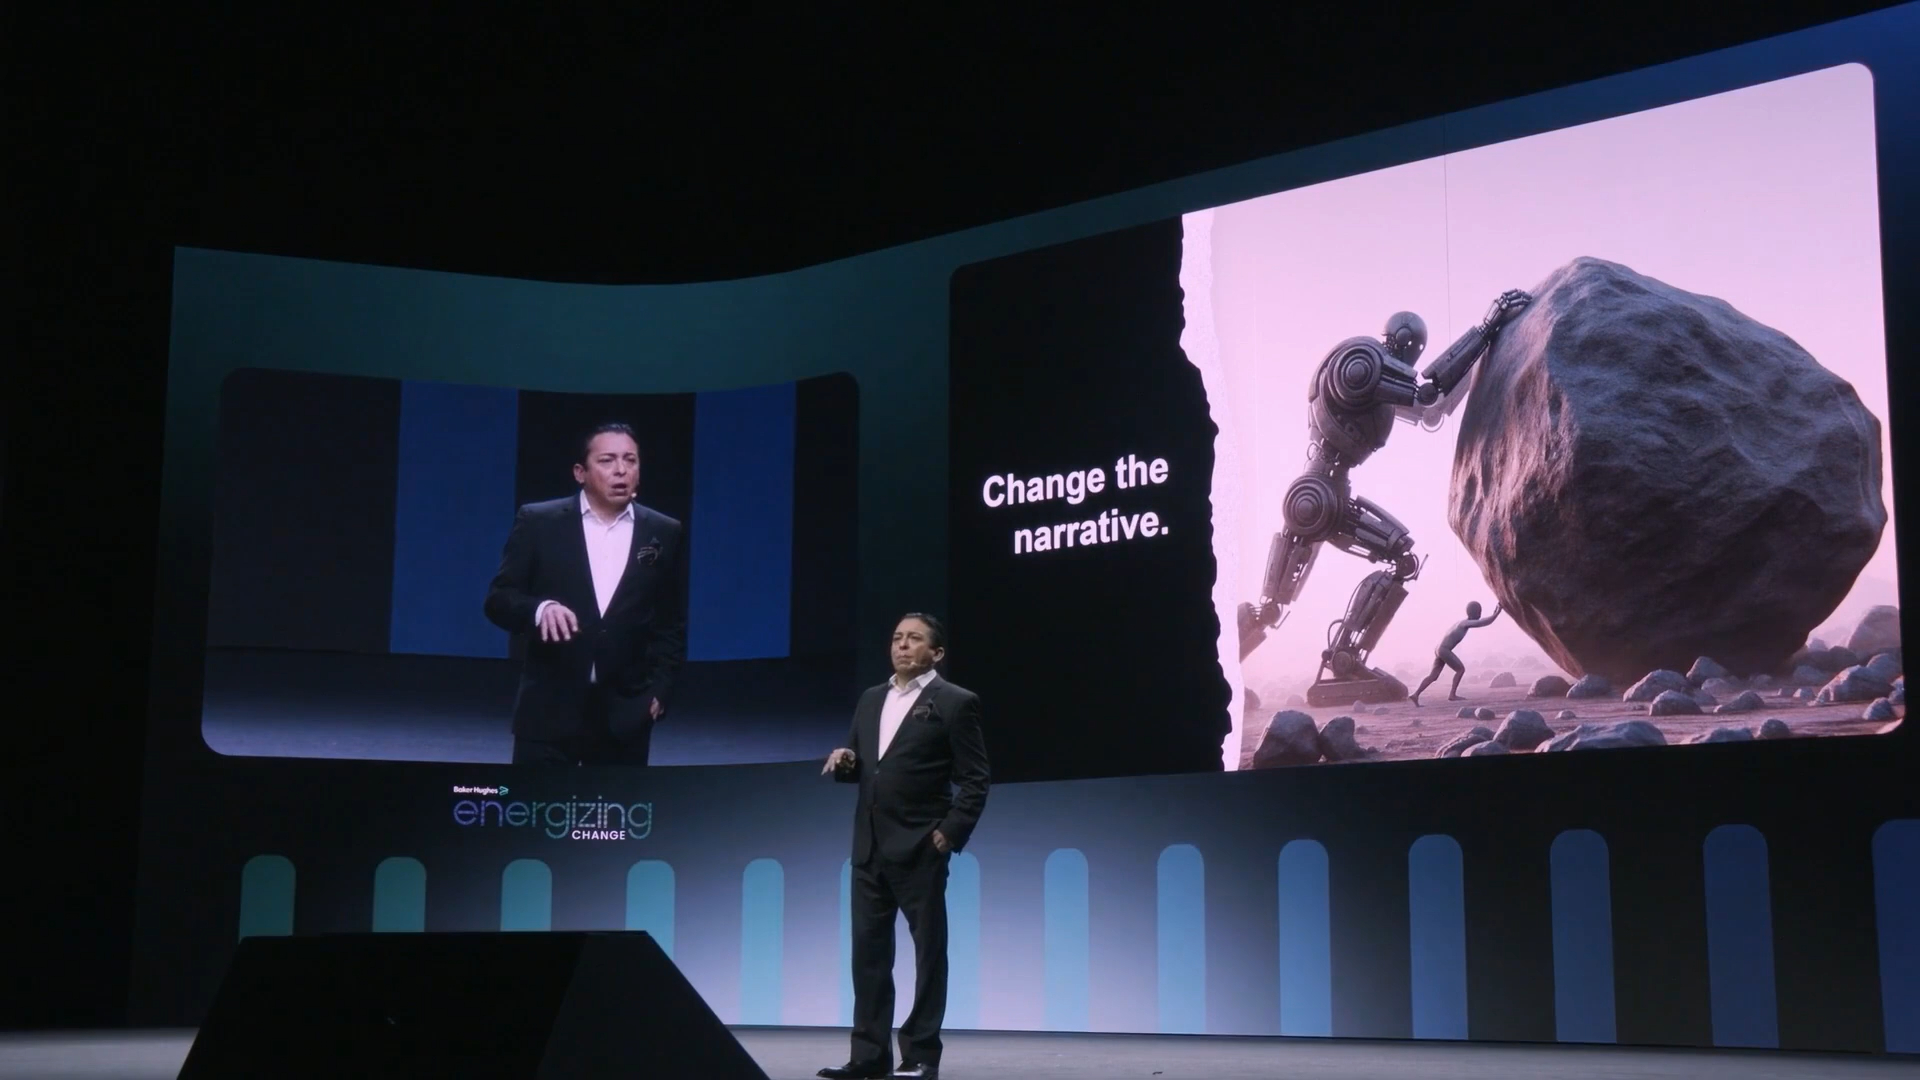 Change the
narrative.
Baker Hughes
energizing
CHANGE